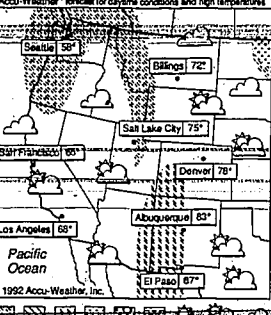 Accu-Weather® forecast for daytime conditions and high temperatures
Seattle 58°
Billings 72°
Salt Lake City 75°
San Francisco 65°
Denver 78°
Albuquerque 83°
Los Angeles 68°
Pacific
Ocean
El Paso 87°
1992 Accu-Weather, Inc.